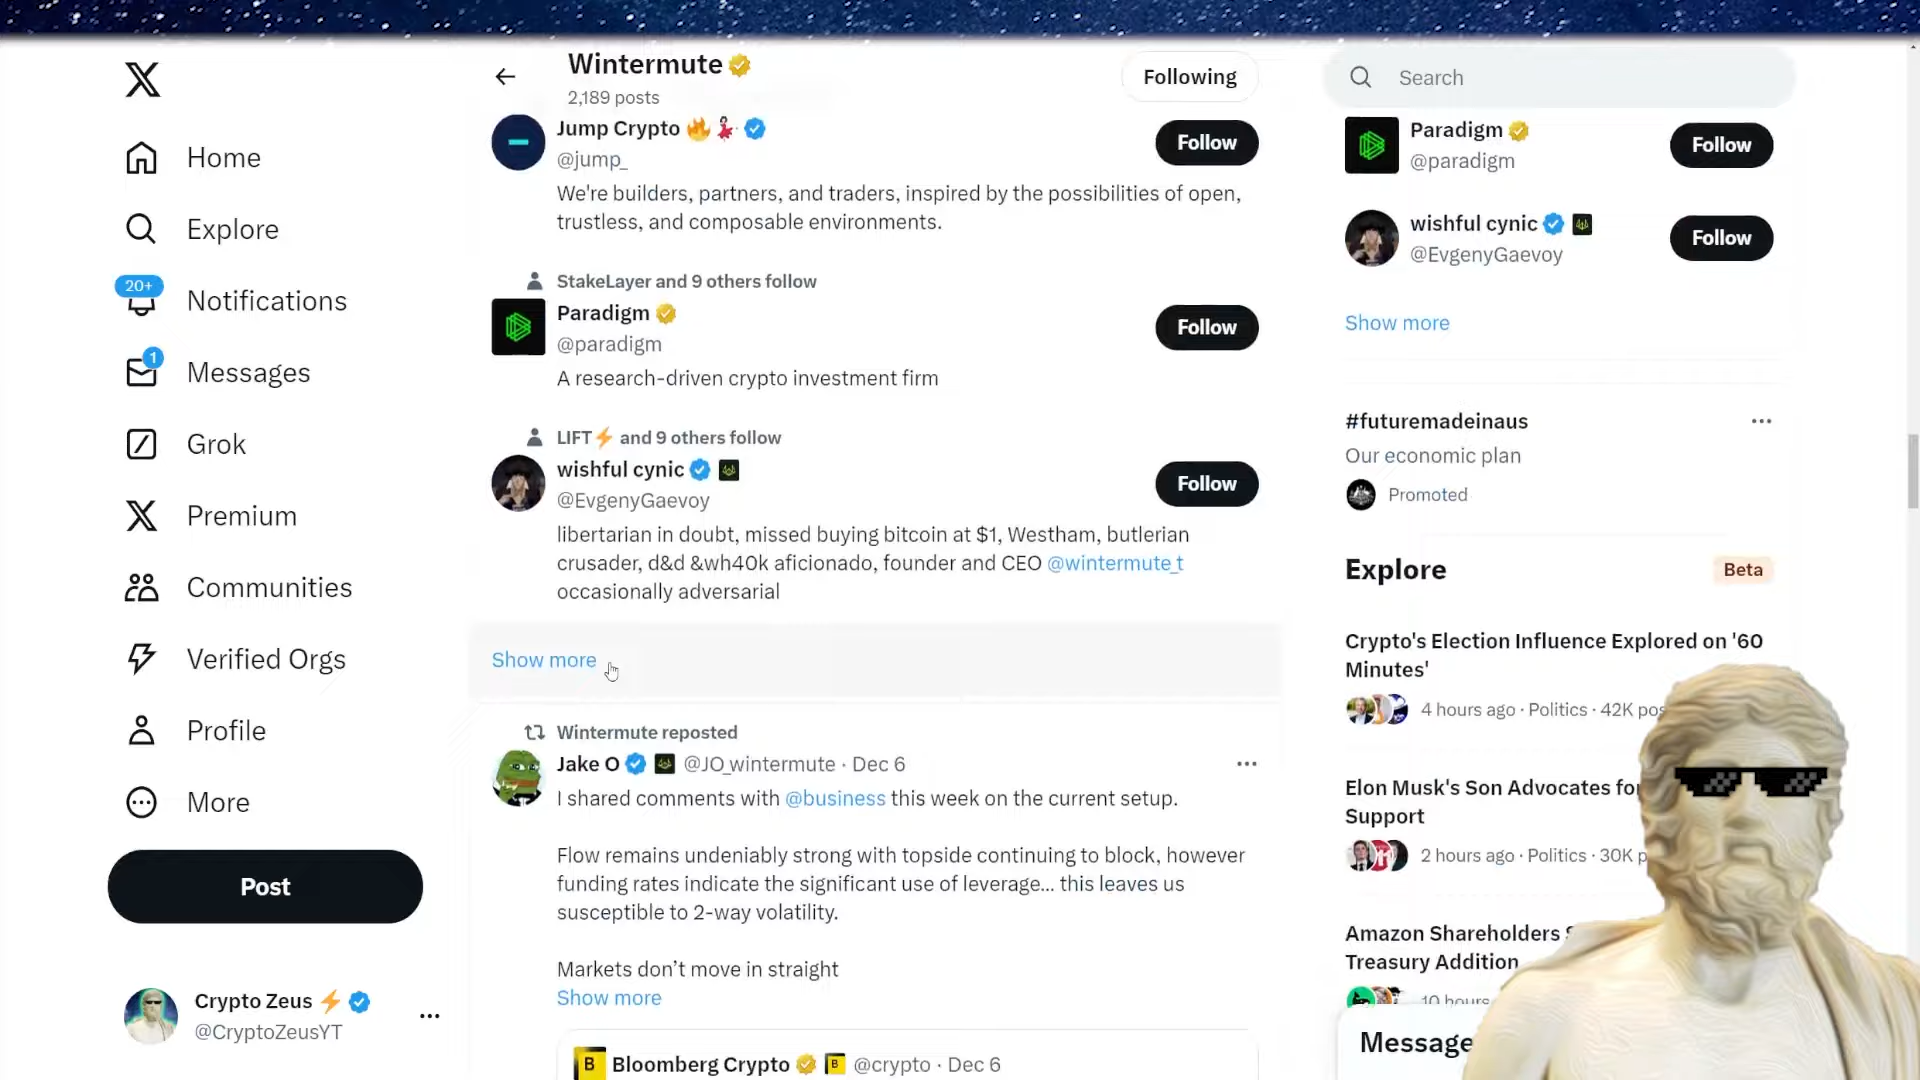 Home
Explore
20+
Notifications
1
Messages
Grok
Premium
Communities
Verified Orgs
Profile
More
Post
Crypto Zeus
@CryptoZeusYT
Wintermute
2,189 posts
Following
Jump Crypto
@jump_
Follow
We're builders, partners, and traders, inspired by the possibilities of open,
trustless, and composable environments.
StakeLayer and 9 others follow
Paradigm
@paradigm
Follow
A research-driven crypto investment firm
LIFT⚡ and 9 others follow
wishful cynic
@EvgenyGaevoy
Follow
libertarian in doubt, missed buying bitcoin at $1, Westham, butlerian
crusader, d&d &wh40k aficionado, founder and CEO @wintermute_t
occasionally adversarial
Show more
Wintermute reposted
Jake O @JO_wintermute · Dec 6
I shared comments with @business this week on the current setup.
Flow remains undeniably strong with topside continuing to block, however
funding rates indicate the significant use of leverage... this leaves us
susceptible to 2-way volatility.
Markets don’t move in straight
Show more
B Bloomberg Crypto B @crypto · Dec 6
Search
Paradigm
@paradigm
Follow
wishful cynic
@EvgenyGaevoy
Follow
Show more
#futuremadeinaus
Our economic plan
Promoted
Explore
Beta
Crypto's Election Influence Explored on '60
Minutes'
4 hours ago · Politics · 42K
Elon Musk's Son Advocates
Support
2 hours ago · Politics · 30K
Amazon Shareholders
Treasury Addition
10 hours